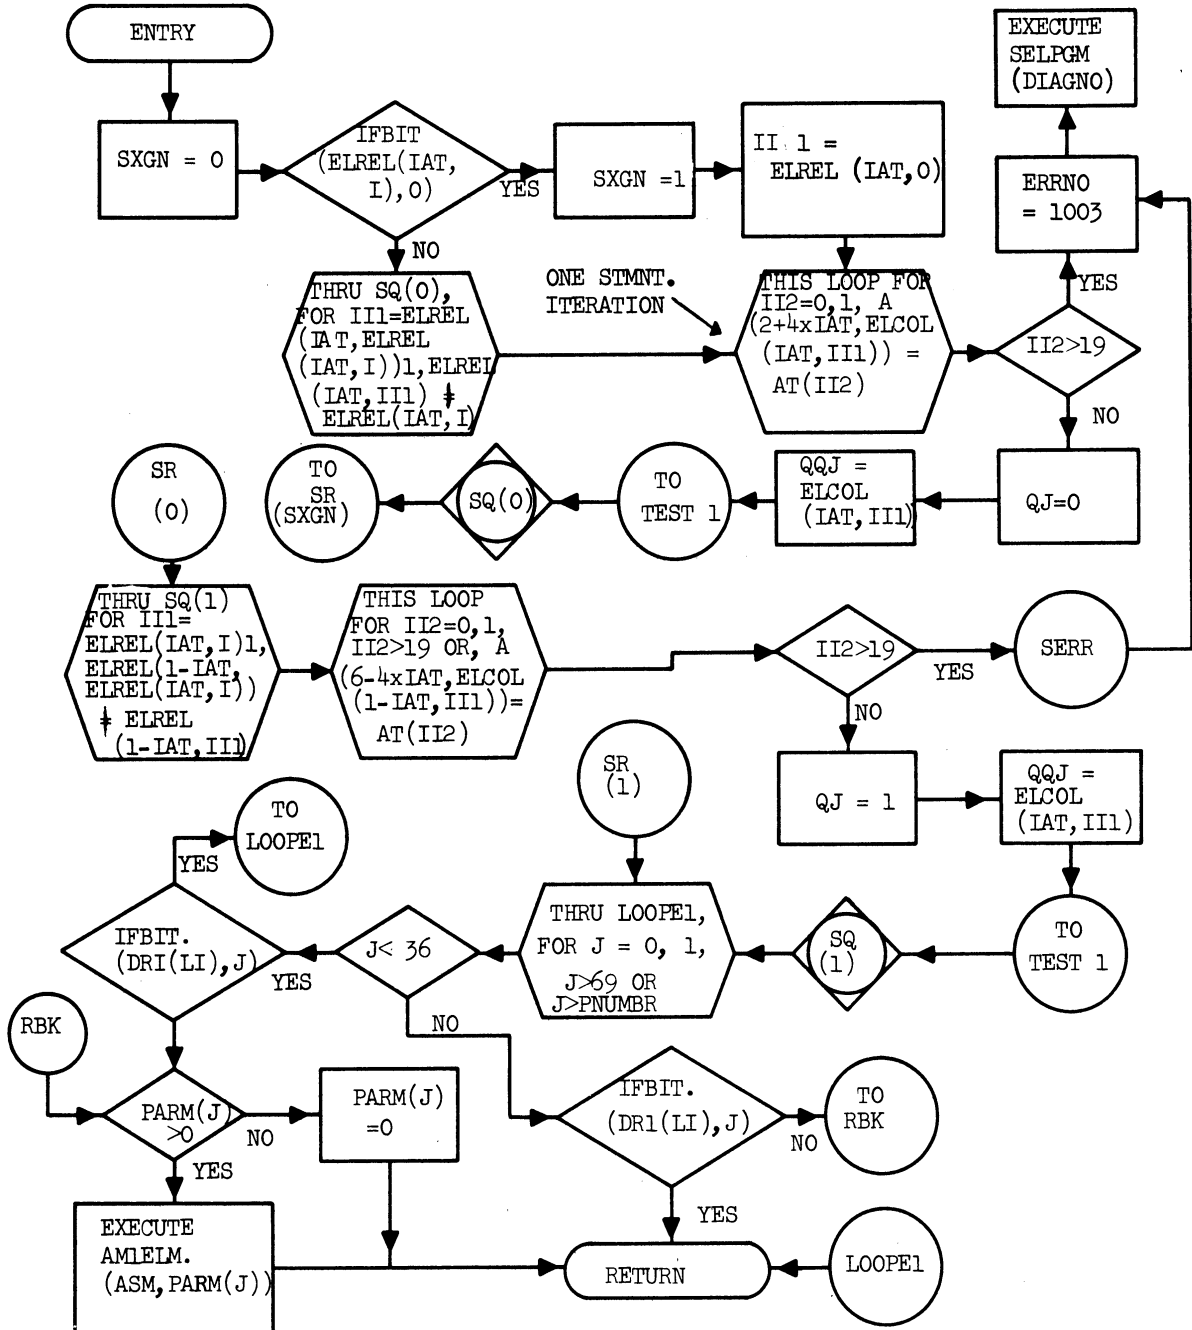 ENTRY
EXECUTE
SELPGM
(DIAGNO)
SXGN = 0
IFBIT
(ELREL(IAT,
I),0)
YES
SXGN =1
II 1 =
ELREL (IAT,0)
ERRNO
= 1003
NO
YES
THRU SQ(0),
FOR III1=ELREL
(IAT,ELREL
(IAT,I))1,ELREL
(IAT,III1) ‡
ELREL(IAT,I)
ONE STMNT.
ITERATION
THIS LOOP FOR
II2=0,1, A
(2+4xIAT,ELCOL
(IAT,III1)) =
AT(II2)
II2>19
NO
SR
(0)
TO
SR
(SXGN)
SQ(0)
TO
TEST 1
QQJ =
ELCOL
(IAT,III1)
QJ=0
THRU SQ(1)
FOR III1=
ELREL(IAT,I)1,
ELREL(1-IAT,
ELREL(IAT,I))
‡ ELREL
(1-IAT,III1)
THIS LOOP
FOR II2=0,1,
II2>19 OR, A
(6-4xIAT,ELCOL
(1-IAT,III1))=
AT(II2)
II2>19
YES
SERR
NO
SR
(1)
QJ = 1
QQJ =
ELCOL
(IAT,III1)
TO
LOOPE1
YES
IFBIT.
(DRI(LI),J)
YES
J< 36
THRU LOOPE1,
FOR J = 0, 1,
J>69 OR
J>PNUMBR
SQ
(1)
TO
TEST 1
RBK
NO
PARM(J)
>0
NO
PARM(J)
=0
IFBIT.
(DR1(LI),J)
NO
TO
RBK
YES
YES
EXECUTE
AM1ELM.
(ASM,PARM(J))
RETURN
LOOPE1